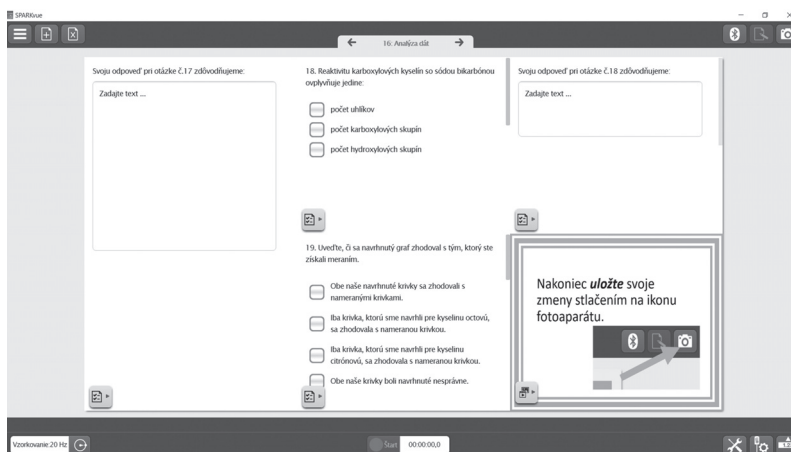 SPARKvue
16: Analýza dát
Svoju odpoveď pri otázke č.17 zdôvodňujeme:
Zadajte text ...
18. Reaktivitu karboxylových kyselín so sódou bikarbónou
ovplyvňuje jedine:
počet uhlíkov
počet karboxylových skupín
počet hydroxylových skupín
Svoju odpoveď pri otázke č.18 zdôvodňujeme:
Zadajte text ...
19. Uveďte, či sa navrhnutý graf zhodoval s tým, ktorý ste
získali meraním.
Obe naše navrhnuté krivky sa zhodovali s
nameranými krivkami.
Iba krivka, ktorú sme navrhli pre kyselinu octovú,
sa zhodovala s nameranou krivkou.
Iba krivka, ktorú sme navrhli pre kyselinu
citrónovú, sa zhodovala s nameranou krivkou.
Obe naše krivky boli navrhnuté nesprávne.
Nakoniec uložte svoje
zmeny stlačením na ikonu
fotoaparátu.
Vzorkovanie: 20 Hz
Štart
00:00:00,0